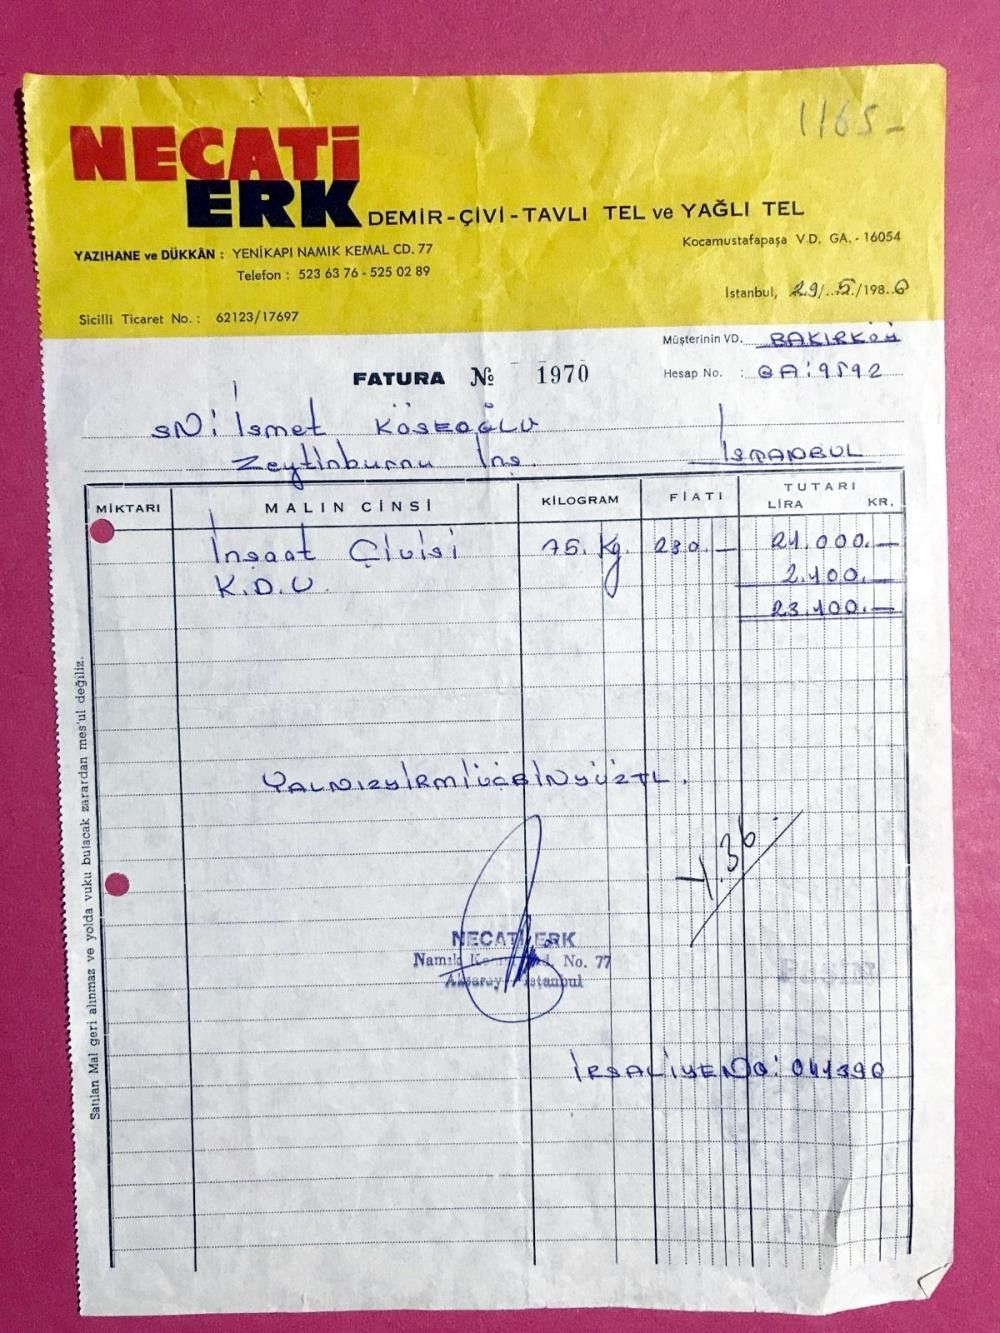 1165-
NECATİ
ERK DEMİR-ÇİVİ-TAVLI TEL ve YAĞLI TEL
YAZIHANE ve DÜKKÂN : YENİKAPI NAMIK KEMAL CD. 77
Telefon : 523 63 76 - 525 02 89
Kocamustafapaşa V.D. GA. - 16054
İstanbul, 29/..5./198..6
Sicilli Ticaret No. : 62123/17697
Müşterinin VD. BAKIRKÖY
Hesap No. : GA:9592
FATURA № 1970
SN: İsmet KÖSEOĞLU
Zeytinburnu İnş. İSTANBUL
MİKTARI MALIN CİNSİ KİLOGRAM FİATI TUTARI
LİRA KR.
İnşaat Çivisi 75. Kg. 280.— 21.000.—
K.D.V. 2.100.—
23.100.—
YALNIZYİRMİÜÇBİNYÜZTL.
NECATİ ERK
Namık No. 77
Aksaray İstanbul
İRSALİYENO: 041390
Satılan Mal geri alınmaz ve yolda vuku bulacak zarardan mes'ul değiliz.